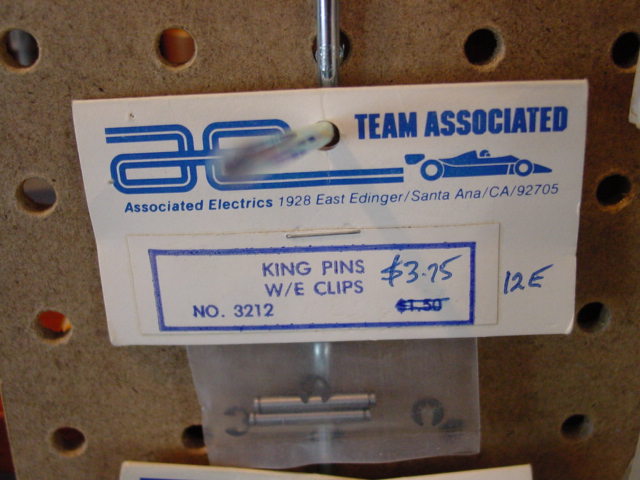 ae TEAM ASSOCIATED
Associated Electrics 1928 East Edinger/Santa Ana/CA/92705
KING PINS $3.75
W/E CLIPS $1.50
NO. 3212
12E